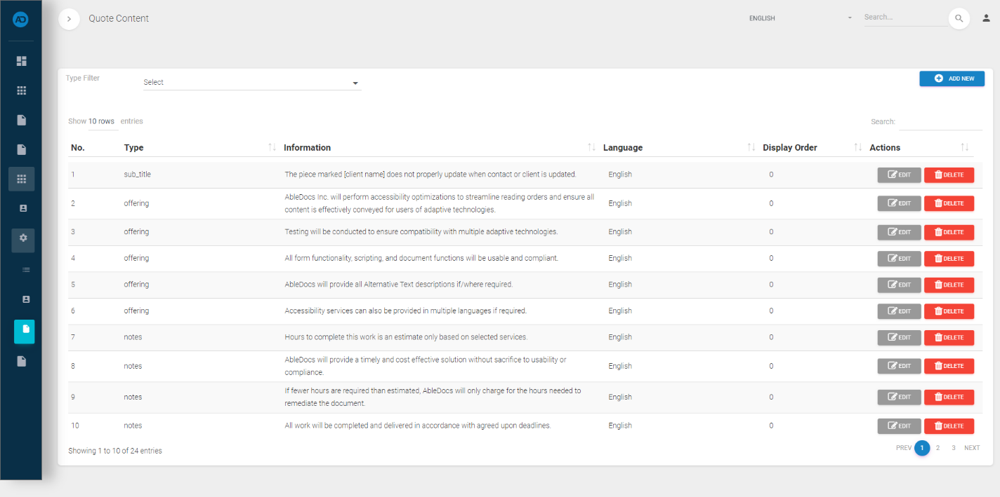 AD
Quote Content
ENGLISH
Search...
Type Filter
Select
ADD NEW
Show 10 rows entries
Search:
No. Type Information Language Display Order Actions
1 sub_title The piece marked [client name] does not properly update when contact or client is updated. English 0 EDIT DELETE
2 offering AbleDocs Inc. will perform accessibility optimizations to streamline reading orders and ensure all
content is effectively conveyed for users of adaptive technologies. English 0 EDIT DELETE
3 offering Testing will be conducted to ensure compatibility with multiple adaptive technologies. English 0 EDIT DELETE
4 offering All form functionality, scripting, and document functions will be usable and compliant. English 0 EDIT DELETE
5 offering AbleDocs will provide all Alternative Text descriptions if/where required. English 0 EDIT DELETE
6 offering Accessibility services can also be provided in multiple languages if required. English 0 EDIT DELETE
7 notes Hours to complete this work is an estimate only based on selected services. English 0 EDIT DELETE
8 notes AbleDocs will provide a timely and cost effective solution without sacrifice to usability or
compliance. English 0 EDIT DELETE
9 notes If fewer hours are required than estimated, AbleDocs will only charge for the hours needed to
remediate the document. English 0 EDIT DELETE
10 notes All work will be completed and delivered in accordance with agreed upon deadlines. English 0 EDIT DELETE
Showing 1 to 10 of 24 entries
PREV 1 2 3 NEXT